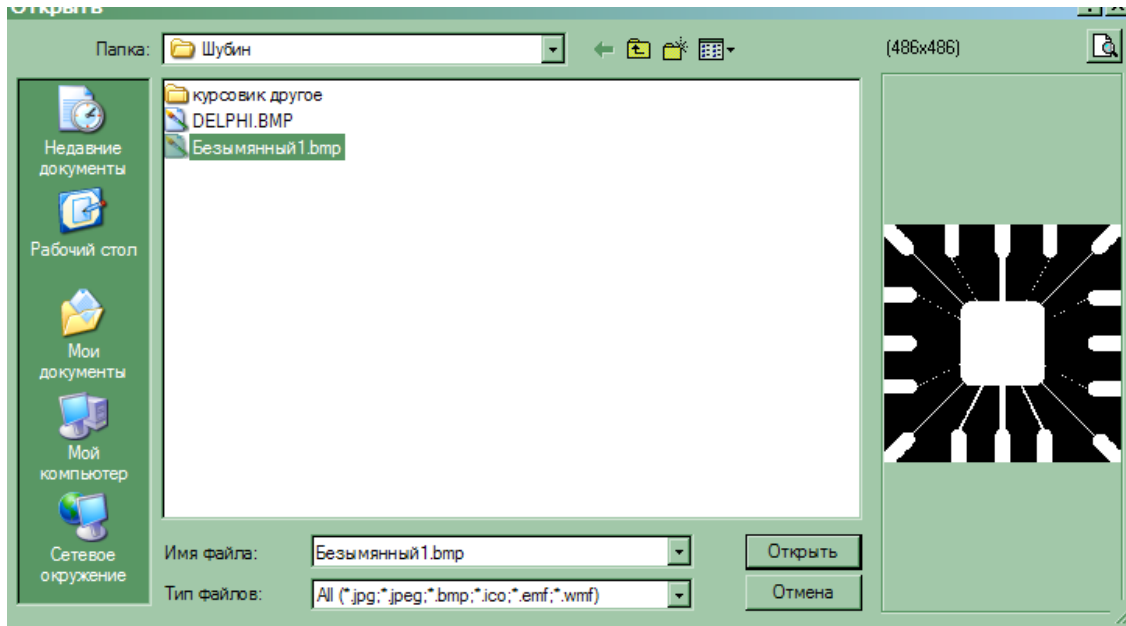 Открыть
Папка:
Шубин
(486x486)
курсовик другое
DELPHI.BMP
Безымянный1.bmp
Недавние
документы
Рабочий стол
Мои
документы
Мой
компьютер
Сетевое
окружение
Имя файла:
Безымянный1.bmp
Открыть
Тип файлов:
All (*.jpg;*.jpeg;*.bmp;*.ico;*.emf;*.wmf)
Отмена